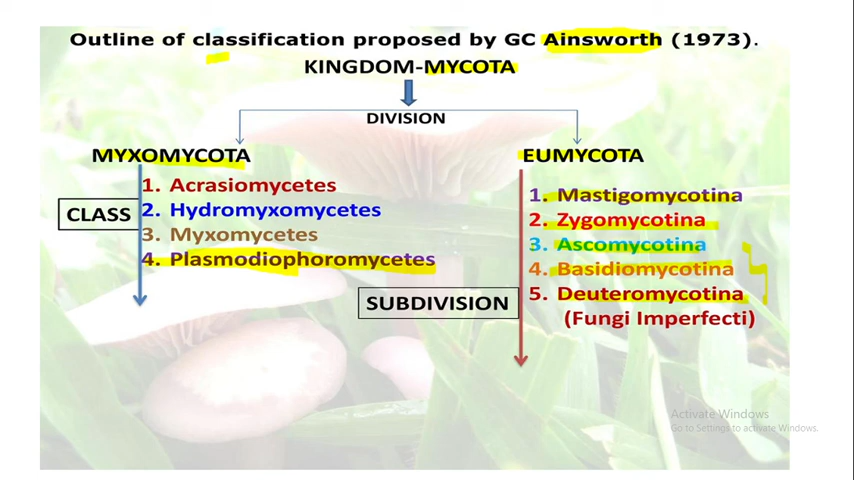 Outline of classification proposed by GC Ainsworth (1973).
KINGDOM-MYCOTA
DIVISION
MYXOMYCOTA
EUMYCOTA
CLASS
1. Acrasiomycetes
2. Hydromyxomycetes
3. Myxomycetes
4. Plasmodiophoromycetes
SUBDIVISION
1. Mastigomycotina
2. Zygomycotina
3. Ascomycotina
4. Basidiomycotina
5. Deuteromycotina
(Fungi Imperfecti)
Activate Windows
Go to Settings to activate Windows.